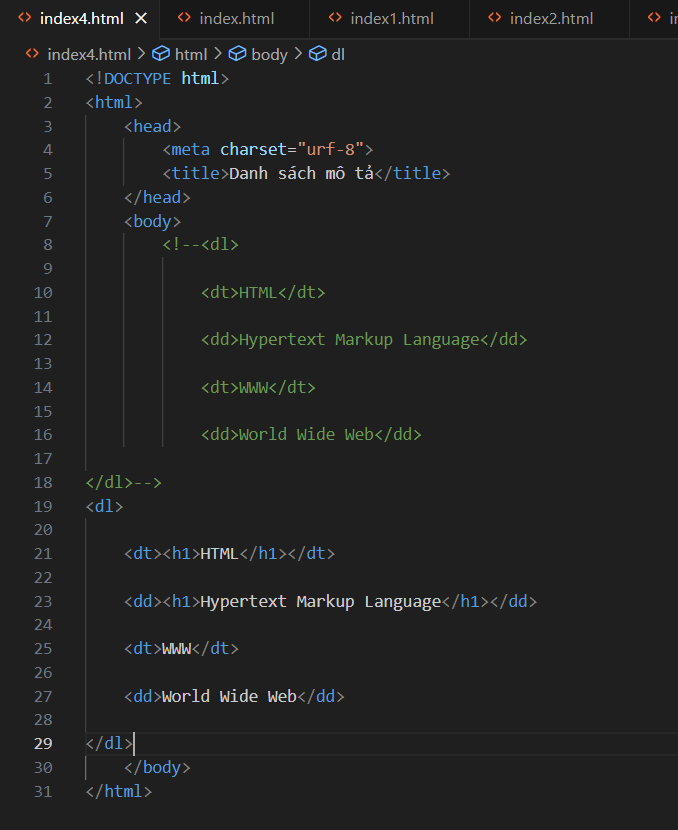 index4.html index.html index1.html index2.html
index4.html > html > body > dl
1 <!DOCTYPE html>
2 <html>
3 <head>
4 <meta charset="urf-8">
5 <title>Danh sách mô tả</title>
6 </head>
7 <body>
8 <!--<dl>
9
10 <dt>HTML</dt>
11
12 <dd>Hypertext Markup Language</dd>
13
14 <dt>WWW</dt>
15
16 <dd>World Wide Web</dd>
17
18 </dl>-->
19 <dl>
20
21 <dt><h1>HTML</h1></dt>
22
23 <dd><h1>Hypertext Markup Language</h1></dd>
24
25 <dt>WWW</dt>
26
27 <dd>World Wide Web</dd>
28
29 </dl>
30 </body>
31 </html>